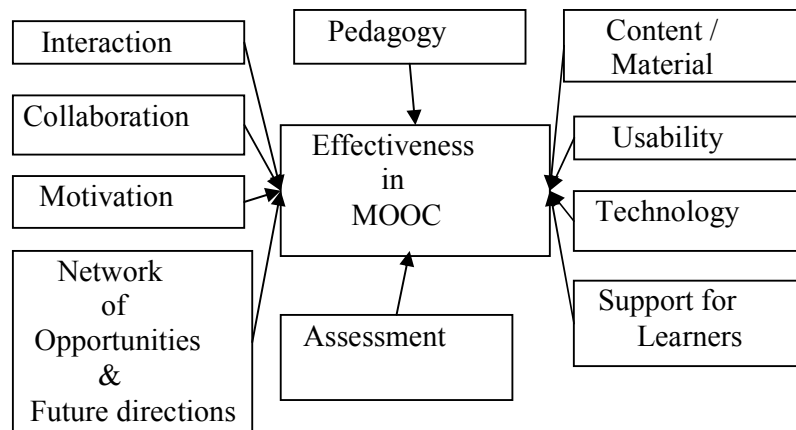 Interaction
Collaboration
Motivation
Network
of
Opportunities
&
Future directions
Pedagogy
Effectiveness
in
MOOC
Assessment
Content /
Material
Usability
Technology
Support for
Learners